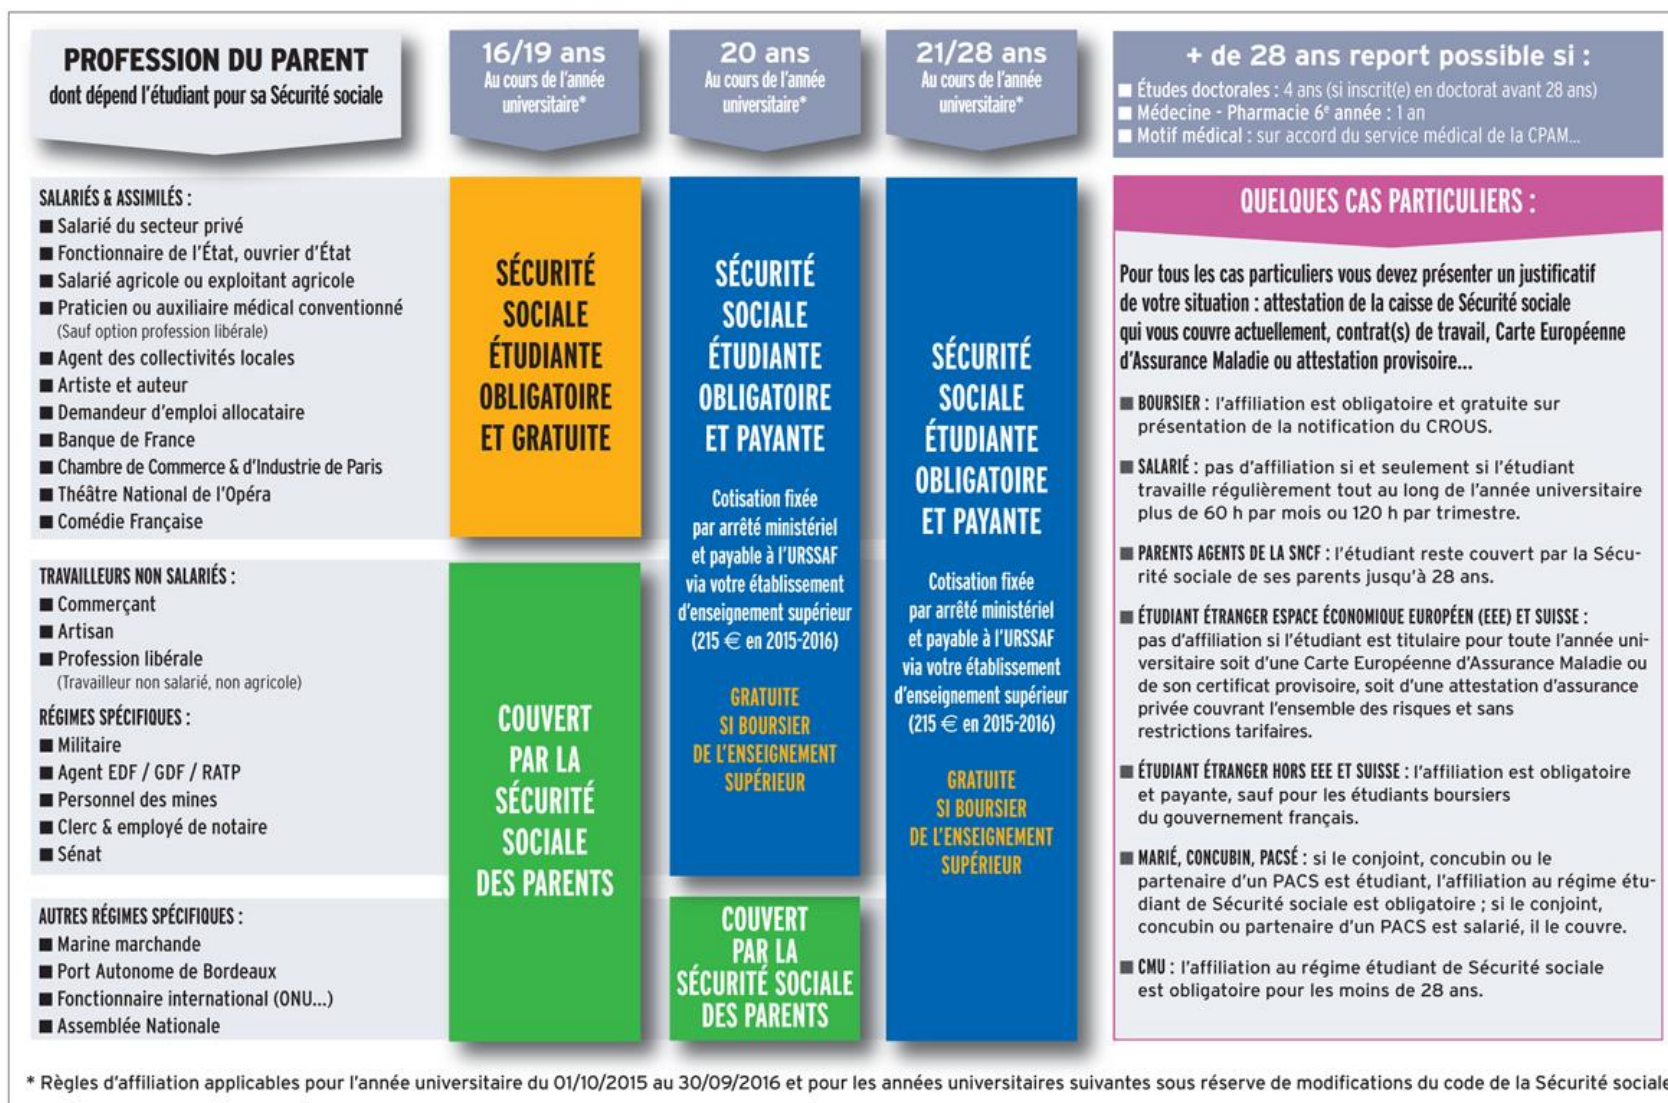 PROFESSION DU PARENT
dont dépend l'étudiant pour sa Sécurité sociale
16/19 ans
Au cours de l'année
universitaire*
20 ans
Au cours de l'année
universitaire*
21/28 ans
Au cours de l'année
universitaire*
+ de 28 ans report possible si :
■ Études doctorales : 4 ans (si inscrit(e) en doctorat avant 28 ans)
■ Médecine - Pharmacie 6e année : 1 an
■ Motif médical : sur accord du service médical de la CPAM...
SALARIÉS & ASSIMILÉS :
■ Salarié du secteur privé
■ Fonctionnaire de l'État, ouvrier d'État
■ Salarié agricole ou exploitant agricole
■ Praticien ou auxiliaire médical conventionné
(Sauf option profession libérale)
■ Agent des collectivités locales
■ Artiste et auteur
■ Demandeur d'emploi allocataire
■ Banque de France
■ Chambre de Commerce & d'Industrie de Paris
■ Théâtre National de l'Opéra
■ Comédie Française
TRAVAILLEURS NON SALARIÉS :
■ Commerçant
■ Artisan
■ Profession libérale
(Travailleur non salarié, non agricole)
RÉGIMES SPÉCIFIQUES :
■ Militaire
■ Agent EDF / GDF / RATP
■ Personnel des mines
■ Clerc & employé de notaire
■ Sénat
AUTRES RÉGIMES SPÉCIFIQUES :
■ Marine marchande
■ Port Autonome de Bordeaux
■ Fonctionnaire international (ONU...)
■ Assemblée Nationale
SÉCURITÉ
SOCIALE
ÉTUDIANTE
OBLIGATOIRE
ET GRATUITE
COUVERT
PAR LA
SÉCURITÉ
SOCIALE
DES PARENTS
SÉCURITÉ
SOCIALE
ÉTUDIANTE
OBLIGATOIRE
ET PAYANTE
Cotisation fixée
par arrêté ministériel
et payable à l'URSSAF
via votre établissement
d'enseignement supérieur
(215 € en 2015-2016)
GRATUITE
SI BOURSIER
DE L'ENSEIGNEMENT
SUPÉRIEUR
COUVERT
PAR LA
SÉCURITÉ SOCIALE
DES PARENTS
SÉCURITÉ
SOCIALE
ÉTUDIANTE
OBLIGATOIRE
ET PAYANTE
Cotisation fixée
par arrêté ministériel
et payable à l'URSSAF
via votre établissement
d'enseignement supérieur
(215 € en 2015-2016)
GRATUITE
SI BOURSIER
DE L'ENSEIGNEMENT
SUPÉRIEUR
QUELQUES CAS PARTICULIERS :
Pour tous les cas particuliers vous devez présenter un justificatif
de votre situation : attestation de la caisse de Sécurité sociale
qui vous couvre actuellement, contrat(s) de travail, Carte Européenne
d'Assurance Maladie ou attestation provisoire...
■ BOURSIER : l'affiliation est obligatoire et gratuite sur
présentation de la notification du CROUS.
■ SALARIÉ : pas d'affiliation si et seulement si l'étudiant
travaille régulièrement tout au long de l'année universitaire
plus de 60 h par mois ou 120 h par trimestre.
■ PARENTS AGENTS DE LA SNCF : l'étudiant reste couvert par la Sécu-
rité sociale de ses parents jusqu'à 28 ans.
■ ÉTUDIANT ÉTRANGER ESPACE ÉCONOMIQUE EUROPÉEN (EEE) ET SUISSE :
pas d'affiliation si l'étudiant est titulaire pour toute l'année uni-
versitaire soit d'une Carte Européenne d'Assurance Maladie ou
de son certificat provisoire, soit d'une attestation d'assurance
privée couvrant l'ensemble des risques et sans
restrictions tarifaires.
■ ÉTUDIANT ÉTRANGER HORS EEE ET SUISSE : l'affiliation est obligatoire
et payante, sauf pour les étudiants boursiers
du gouvernement français.
■ MARIÉ, CONCUBIN, PACSÉ : si le conjoint, concubin ou le
partenaire d'un PACS est étudiant, l'affiliation au régime étu-
diant de Sécurité sociale est obligatoire ; si le conjoint,
concubin ou partenaire d'un PACS est salarié, il le couvre.
■ CMU : l'affiliation au régime étudiant de Sécurité sociale
est obligatoire pour les moins de 28 ans.
* Règles d'affiliation applicables pour l'année universitaire du 01/10/2015 au 30/09/2016 et pour les années universitaires suivantes sous réserve de modifications du code de la Sécurité sociale